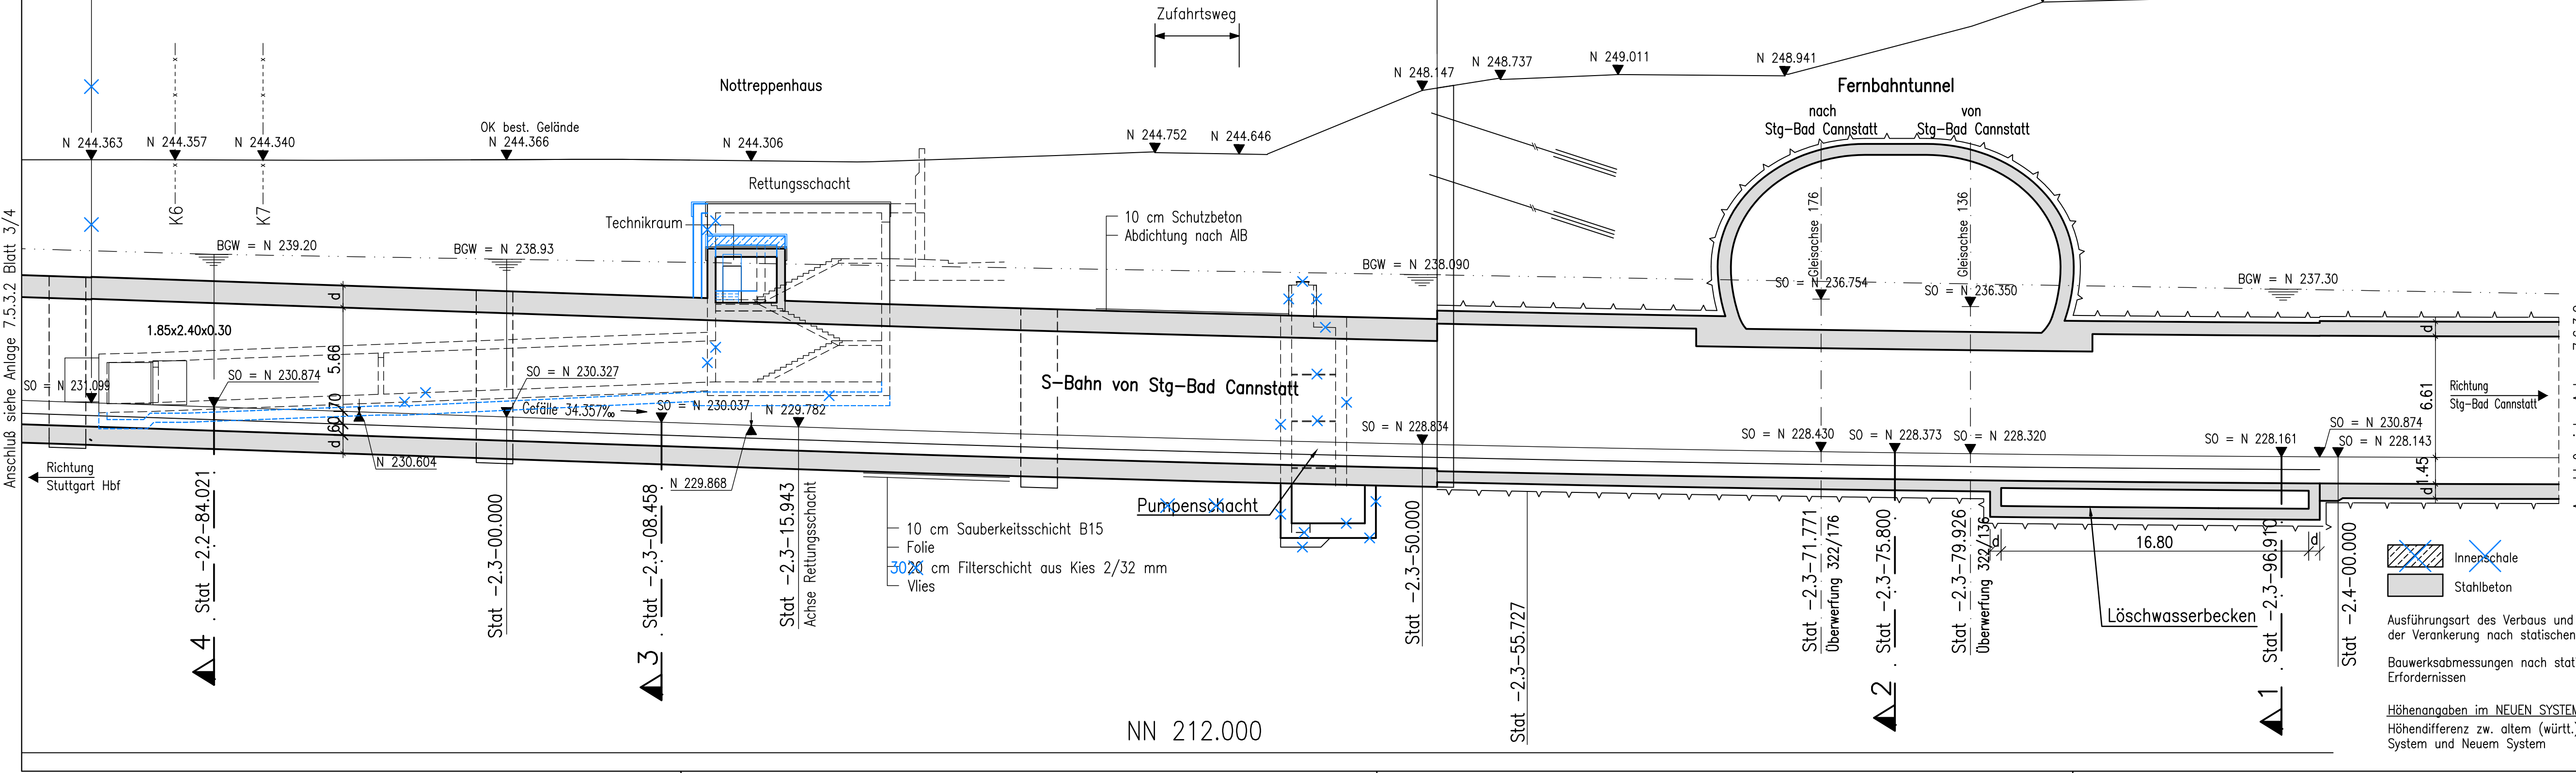 Zufahrtsweg
Nottreppenhaus
N 248.147
N 248.737
N 249.011
N 248.941
Fernbahntunnel
nach
Stg-Bad Cannstatt
von
Stg-Bad Cannstatt
N 244.363
N 244.357
N 244.340
OK best. Gelände
N 244.366
N 244.306
N 244.752
N 244.646
K6
K7
Rettungsschacht
Technikraum
10 cm Schutzbeton
Abdichtung nach AIB
Gleisachse 176
Gleisachse 136
Anschluß siehe Anlage 7.5.3.2 Blatt 3/4
BGW = N 239.20
BGW = N 238.93
BGW = N 238.090
BGW = N 237.30
SO = N 236.754
SO = N 236.350
d
1.85x2.40x0.30
5.66
70
60
d
SO = N 231.099
SO = N 230.874
SO = N 230.327
Gefälle 34.357‰
SO = N 230.037
N 229.782
S-Bahn von Stg-Bad Cannstatt
SO = N 228.834
SO = N 228.430
SO = N 228.373
SO = N 228.320
SO = N 228.161
SO = N 230.874
SO = N 228.143
d
6.61
1.45
d
Richtung
Stg-Bad Cannstatt
Richtung
Stuttgart Hbf
N 230.604
N 229.868
Pumpenschacht
10 cm Sauberkeitsschicht B15
Folie
3020 cm Filterschicht aus Kies 2/32 mm
Vlies
Stat -2.2-84.021
Stat -2.3-00.000
Stat -2.3-08.458
Stat -2.3-15.943
Achse Rettungsschacht
Stat -2.3-50.000
Stat -2.3-55.727
Stat -2.3-71.771
Überwerfung 322/176
Stat -2.3-75.800
Stat -2.3-79.926
Überwerfung 322/136
Stat -2.3-96.910
Stat -2.4-00.000
d
16.80
d
Löschwasserbecken
4
3
2
1
NN 212.000
Innenschale
Stahlbeton
Ausführungsart des Verbaus und
der Verankerung nach statischen
Bauwerksabmessungen nach stat
Erfordernissen
Höhenangaben im NEUEN SYSTEM
Höhendifferenz zw. altem (württ.)
System und Neuem System